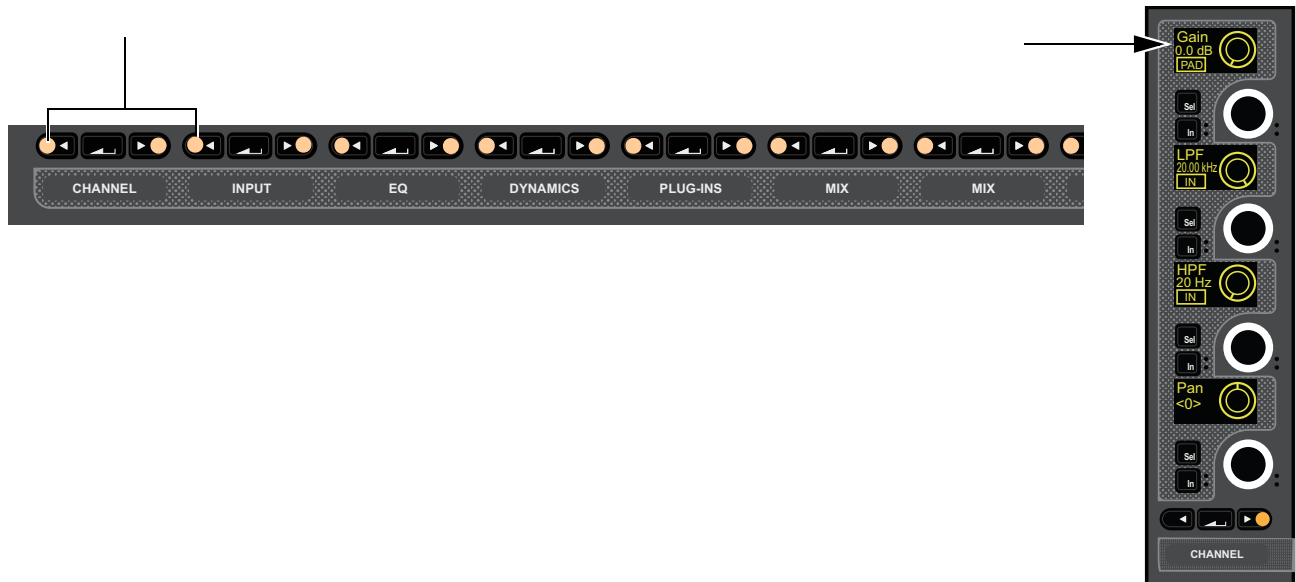 CHANNEL INPUT EQ DYNAMICS PLUG-INS MIX MIX
Gain
0.0 dB
PAD
Sel
In
LPF
20.00 kHz
IN
Sel
In
HPF
20 Hz
IN
Sel
In
Pan
<0>
Sel
In
CHANNEL